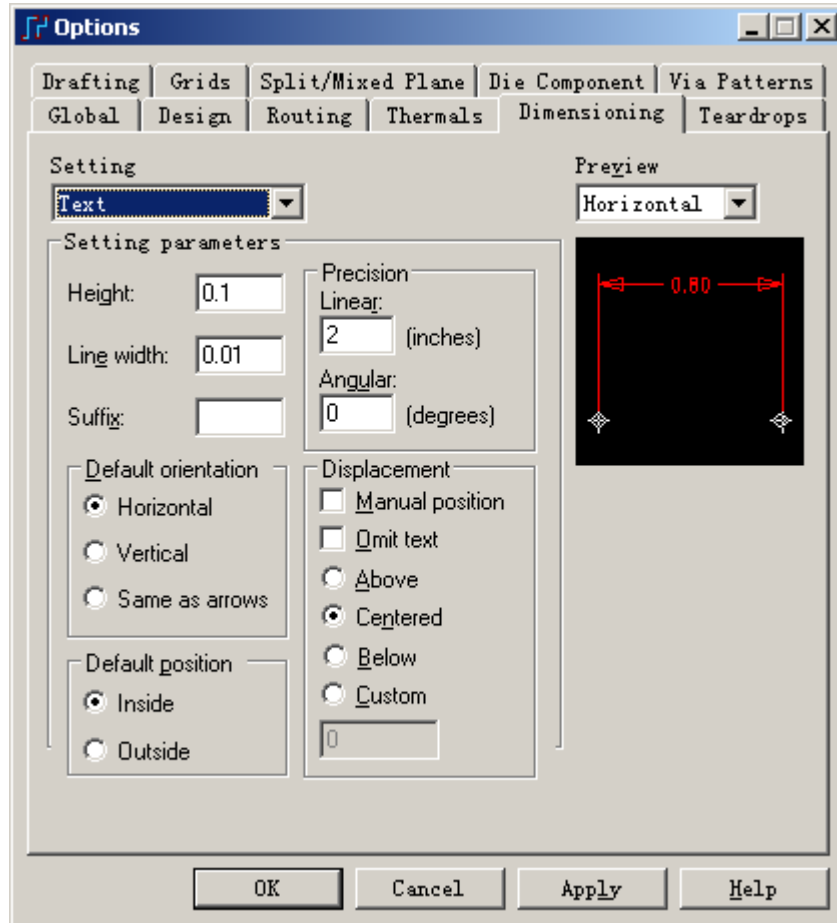 Options
Drafting Grids Split/Mixed Plane Die Component Via Patterns
Global Design Routing Thermals Dimensioning Teardrops
Setting
Text
Preview
Horizontal
Setting parameters
Height: 0.1
Line width: 0.01
Suffix:
Precision
Linear:
2 (inches)
Angular:
0 (degrees)
0.80
Default orientation
Horizontal
Vertical
Same as arrows
Default position
Inside
Outside
Displacement
Manual position
Omit text
Above
Centered
Below
Custom
0
OK Cancel Apply Help